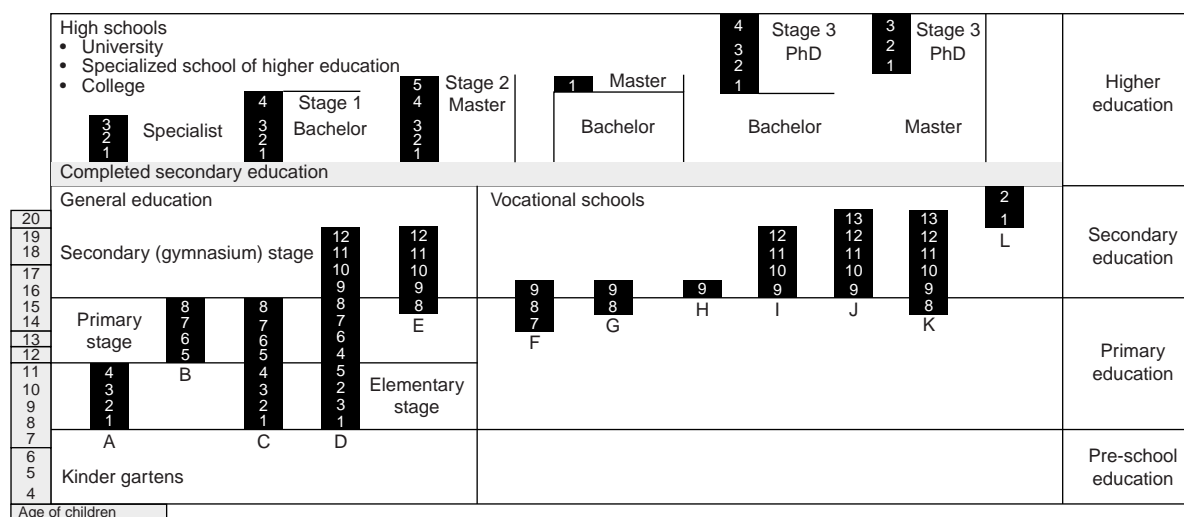 High schools
• University
• Specialized school of higher education
• College
3
2
1
Specialist
4
3
2
1
Stage 1
Bachelor
5
4
3
2
1
Stage 2
Master
1
Master
Bachelor
4
3
2
1
Stage 3
PhD
Bachelor
3
2
1
Stage 3
PhD
Master
Higher
education
Completed secondary education
General education
Vocational schools
Secondary (gymnasium) stage
Secondary
education
20
19
18
17
16
15
14
13
12
11
10
9
8
7
6
5
4
Age of children
Primary
stage
4
3
2
1
A
8
7
6
5
B
8
7
6
5
4
3
2
1
C
12
11
10
9
8
7
6
4
5
2
3
1
D
12
11
10
9
8
E
Elementary
stage
9
8
7
F
9
8
G
9
H
12
11
10
9
I
13
12
11
10
9
J
13
12
11
10
9
8
K
2
1
L
Primary
education
Kinder gartens
Pre-school
education